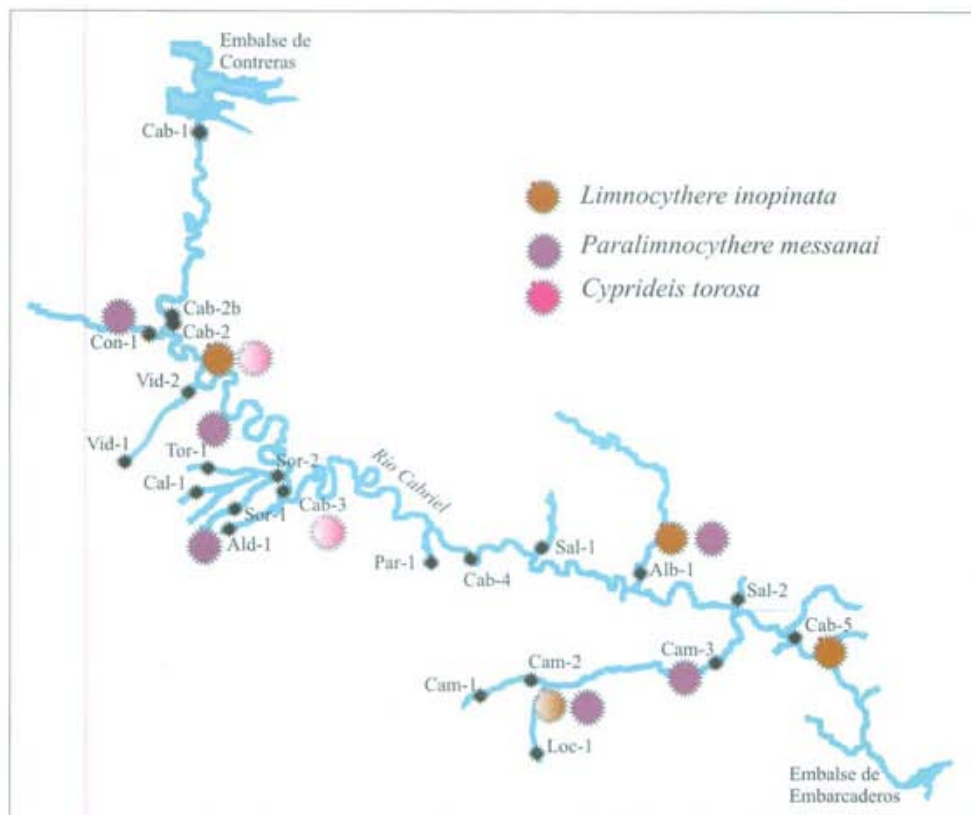 Embalse de
Contreras
Cab-1
Limnocythere inopinata
Paralimnocythere messanai
Cyprideis torosa
Cab-2b
Cab-2
Con-1
Vid-2
Vid-1
Tor-1
Sor-2
Cal-1
Cab-3
Sor-1
Ald-1
Río Cabriel
Par-1
Cab-4
Sal-1
Alb-1
Sal-2
Cab-5
Cam-3
Cam-2
Cam-1
Loc-1
Embalse de
Embarcaderos